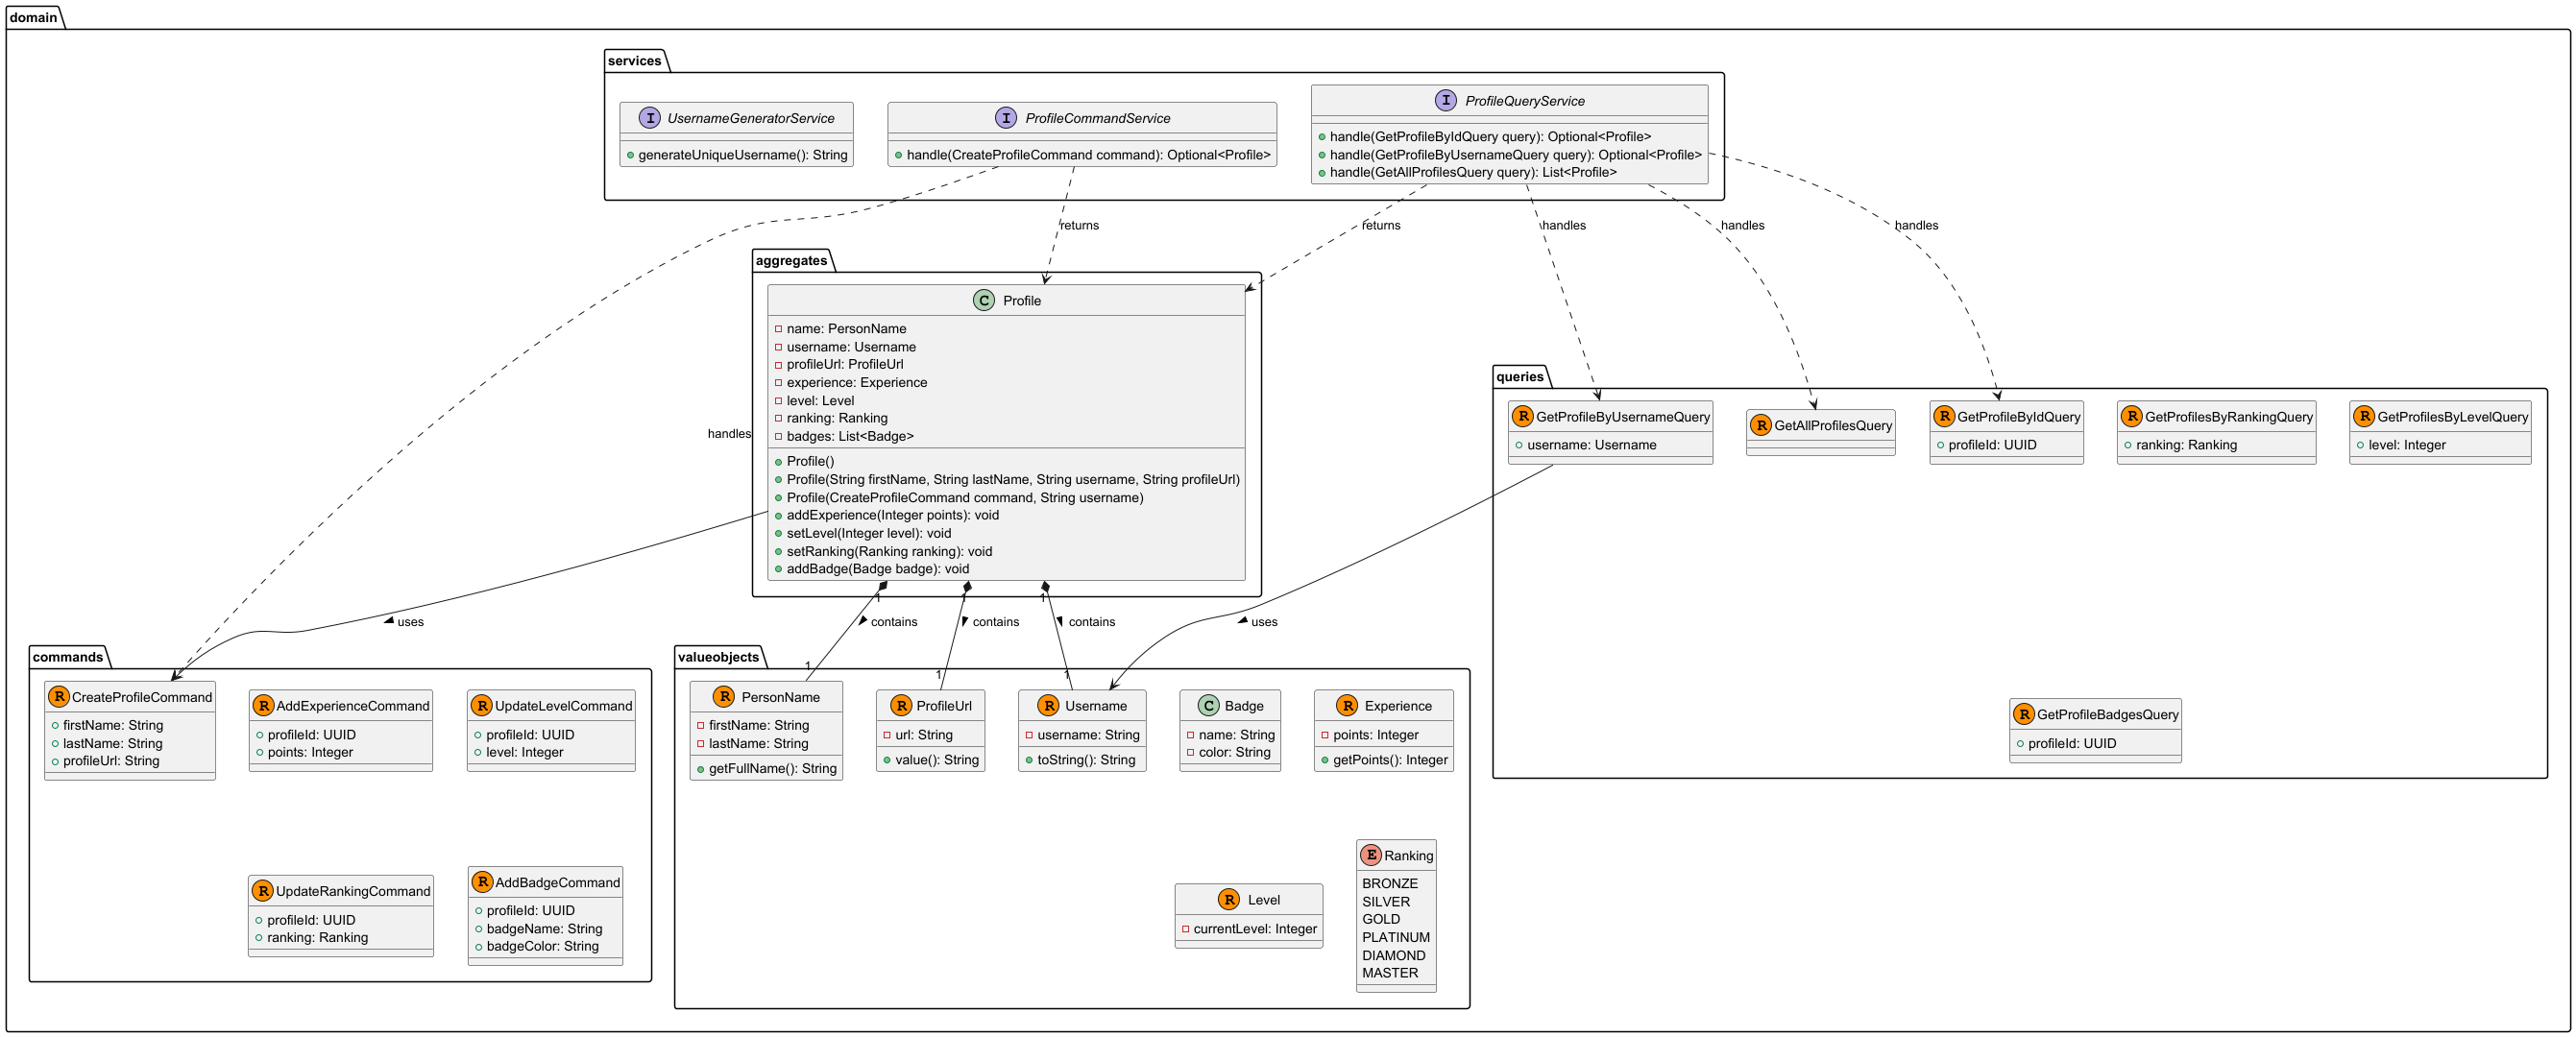 domain
services
I UsernameGeneratorService
generateUniqueUsername(): String
I ProfileCommandService
handle(CreateProfileCommand command): Optional<Profile>
I ProfileQueryService
handle(GetProfileByIdQuery query): Optional<Profile>
handle(GetProfileByUsernameQuery query): Optional<Profile>
handle(GetAllProfilesQuery query): List<Profile>
returns
returns
handles
handles
handles
aggregates
C Profile
name: PersonName
username: Username
profileUrl: ProfileUrl
experience: Experience
level: Level
ranking: Ranking
badges: List<Badge>
Profile()
Profile(String firstName, String lastName, String username, String profileUrl)
Profile(CreateProfileCommand command, String username)
addExperience(Integer points): void
setLevel(Integer level): void
setRanking(Ranking ranking): void
addBadge(Badge badge): void
handles
queries
R GetProfileByUsernameQuery
username: Username
R GetAllProfilesQuery
R GetProfileByIdQuery
profileId: UUID
R GetProfilesByRankingQuery
ranking: Ranking
R GetProfilesByLevelQuery
level: Integer
R GetProfileBadgesQuery
profileId: UUID
uses
1
1
1
contains
contains
contains
uses
1
1
1
commands
R CreateProfileCommand
firstName: String
lastName: String
profileUrl: String
R AddExperienceCommand
profileId: UUID
points: Integer
R UpdateLevelCommand
profileId: UUID
level: Integer
R UpdateRankingCommand
profileId: UUID
ranking: Ranking
R AddBadgeCommand
profileId: UUID
badgeName: String
badgeColor: String
valueobjects
R PersonName
firstName: String
lastName: String
getFullName(): String
R ProfileUrl
url: String
value(): String
R Username
username: String
toString(): String
C Badge
name: String
color: String
R Experience
points: Integer
getPoints(): Integer
R Level
currentLevel: Integer
E Ranking
BRONZE
SILVER
GOLD
PLATINUM
DIAMOND
MASTER